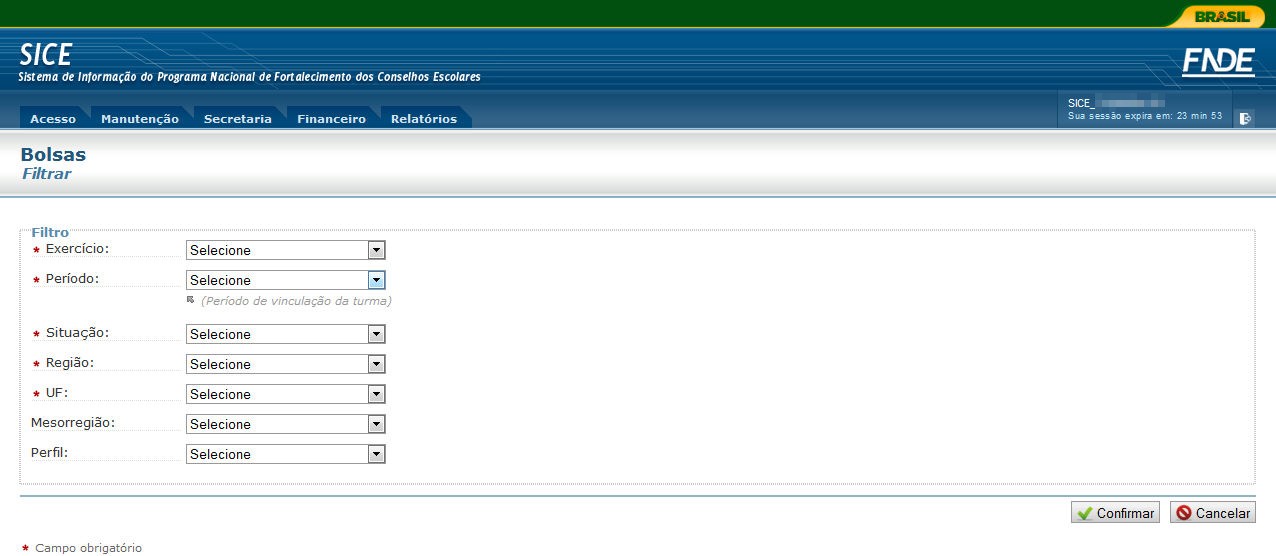 BRASIL
SICE
Sistema de Informação do Programa Nacional de Fortalecimento dos Conselhos Escolares
FNDE
Acesso Manutenção Secretaria Financeiro Relatórios
SICE_
Sua sessão expira em: 23 min 53
Bolsas
Filtrar
Filtro
* Exercício: Selecione
* Período: Selecione
(Período de vinculação da turma)
* Situação: Selecione
* Região: Selecione
* UF: Selecione
Mesorregião: Selecione
Perfil: Selecione
Confirmar Cancelar
* Campo obrigatório